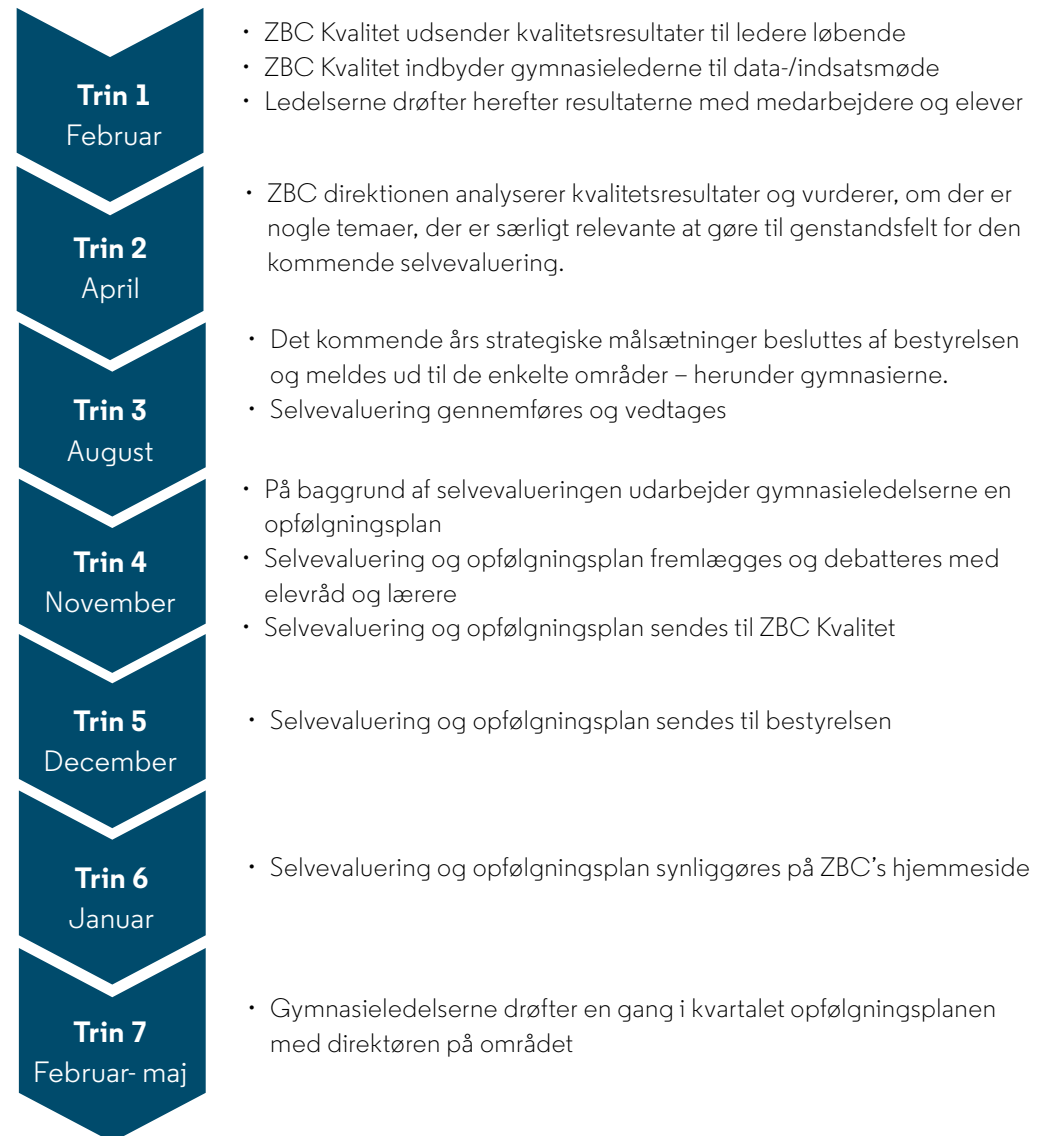 Trin 1
Februar
• ZBC Kvalitet udsender kvalitetsresultater til ledere løbende
• ZBC Kvalitet indbyder gymnasielederne til data-/indsatsmøde
• Ledelserne drøfter herefter resultaterne med medarbejdere og elever
Trin 2
April
• ZBC direktionen analyserer kvalitetsresultater og vurderer, om der er
nogle temaer, der er særligt relevante at gøre til genstandsfelt for den
kommende selvevaluering.
Trin 3
August
• Det kommende års strategiske målsætninger besluttes af bestyrelsen
og meldes ud til de enkelte områder – herunder gymnasierne.
• Selvevaluering gennemføres og vedtages
Trin 4
November
• På baggrund af selvevalueringen udarbejder gymnasieledelserne en
opfølgningsplan
• Selvevaluering og opfølgningsplan fremlægges og debatteres med
elevråd og lærere
• Selvevaluering og opfølgningsplan sendes til ZBC Kvalitet
Trin 5
December
• Selvevaluering og opfølgningsplan sendes til bestyrelsen
Trin 6
Januar
• Selvevaluering og opfølgningsplan synliggøres på ZBC's hjemmeside
Trin 7
Februar- maj
• Gymnasieledelserne drøfter en gang i kvartalet opfølgningsplanen
med direktøren på området